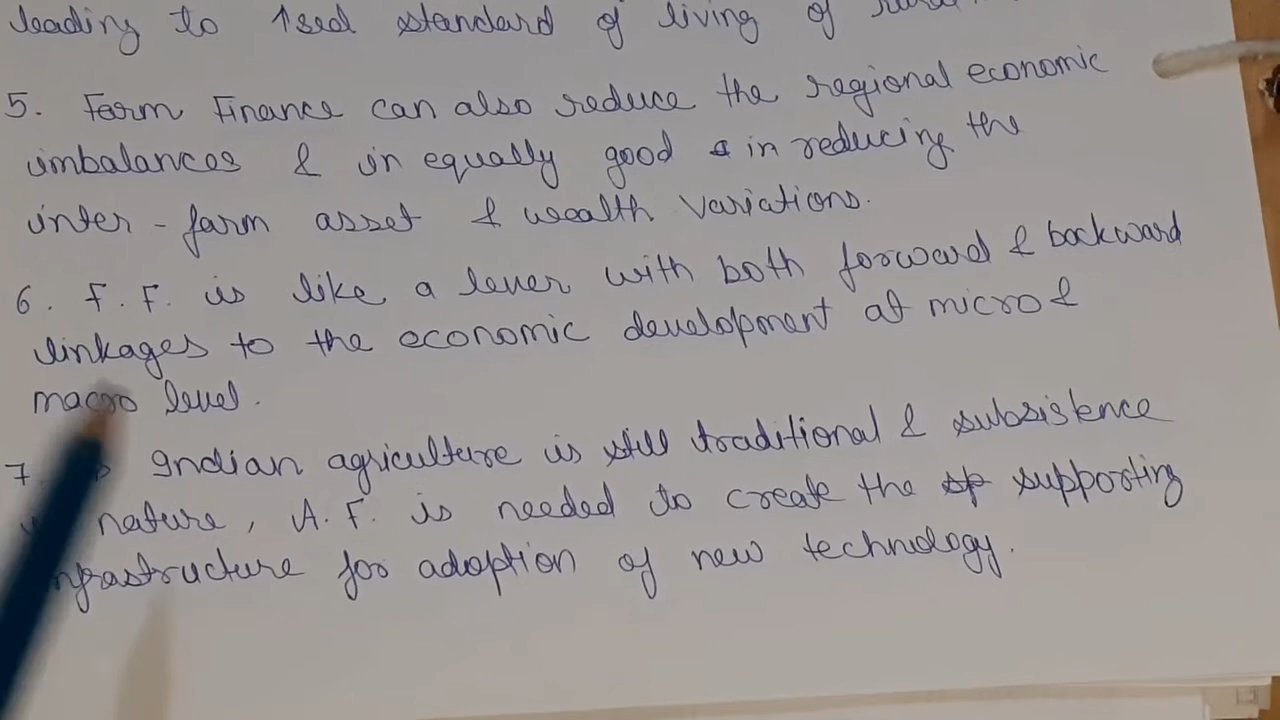 leading to ↑sed standard of living of
5. Farm Finance can also reduce the regional economic
imbalances & in equally good in reducing the
inter - farm asset & wealth variations.
6. F. F. is like a lever with both forward & backward
linkages to the economic development at micro &
macro level.
7. Indian agriculture is still traditional & subsistence
nature, A. F. is needed to create the supporting
infrastructure for adoption of new technology.